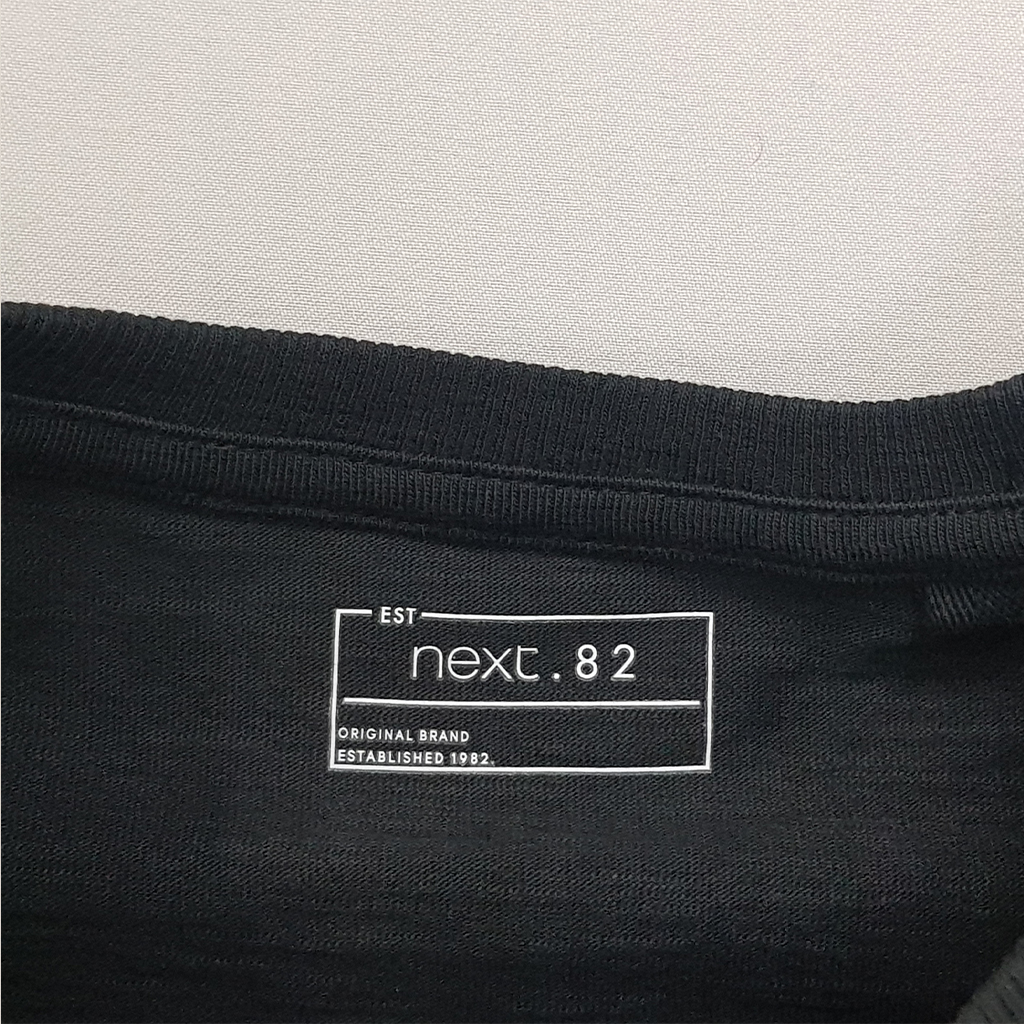 EST
next.82
ORIGINAL BRAND
ESTABLISHED 1982.